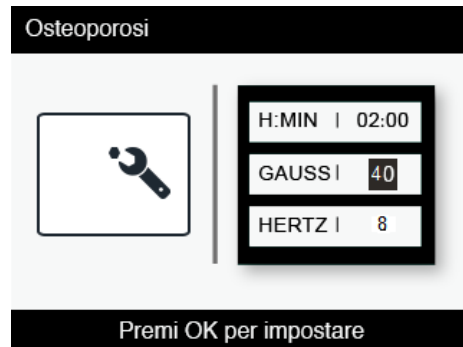 Osteoporosi
H:MIN | 02:00
GAUSS | 40
HERTZ | 8
Premi OK per impostare